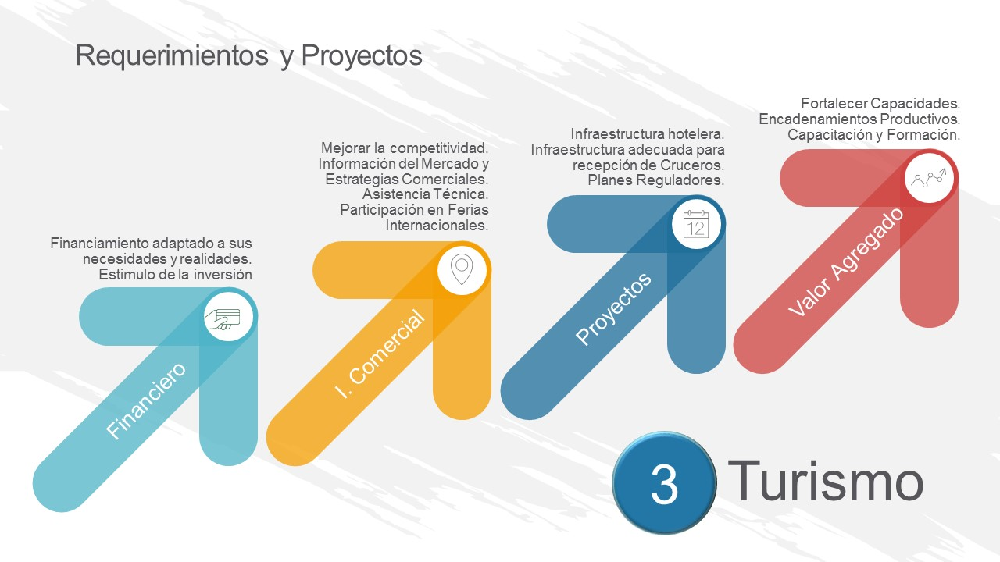 Requerimientos y Proyectos
Financiamiento adaptado a sus
necesidades y realidades.
Estimulo de la inversión
Financiero
Mejorar la competitividad.
Información del Mercado y
Estrategias Comerciales.
Asistencia Técnica.
Participación en Ferias
Internacionales.
I. Comercial
Infraestructura hotelera.
Infraestructura adecuada para
recepción de Cruceros.
Planes Reguladores.
12
Proyectos
Fortalecer Capacidades.
Encadenamientos Productivos.
Capacitación y Formación.
Valor Agregado
3
Turismo